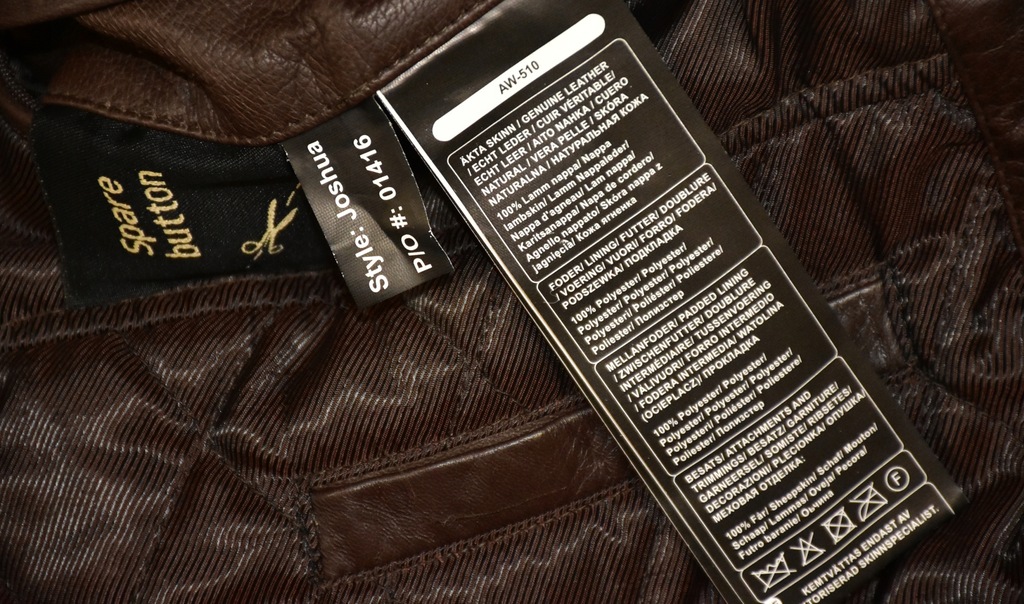 Spare
button
Style: Joshua
P/O #: 01416
AW-510
ÄKTA SKINN / GENUINE LEATHER
/ ECHT LEDER / CUIR VÉRITABLE /
ECHT LEER / AITO NAHKA / CUERO
NATURAL / VERA PELLE / SKÓRA
NATURALNA / НАТУРАЛЬНАЯ КОЖА
100% Lamm nappa/ Nappa
lambskin/ Lamm Nappaleder/
Nappa d'agneau/ Lam nappa/
Karitsanappa/ Napa de cordero/
Agnello nappato/ Skóra nappa z
jagnięcia/ Кожа ягненка
FODER/ LINING/ FUTTER/ DOUBLURE
/ VOERING/ VUORI/ FORRO/ FODERA/
PODSZEWKA/ ПОДКЛАДКА
100% Polyester/ Polyester/
Polyester/ Polyester/ Polyester/
Polyesteri/ Poliéster/ Poliestere/
Poliester/ Полиэстер
MELLANFODER/ PADDED LINING
/ ZWISCHENFUTTER/ DOUBLURE
INTERMÉDIAIRE/ TUSSENVOERING
/ VÄLIVUORI/ FORRO INTERMEDIO
/ FODERA INTERMEDIA/ WATOLINA
(OCIEPLACZ)/ ПРОКЛАДКА
100% Polyester/ Polyester/
Polyester/ Polyester/ Polyester/
Polyesteri/ Poliéster/ Poliestere/
Poliester/ Полиэстер
BESATS/ ATTACHMENTS AND
TRIMMINGS/ BESATZ/ GARNITURE/
GARNEERSEL/ SOMISTE/ RIBETES/
DECORAZIONI/ PLECIONKA/ ОПУШКА
МЕХОВАЯ ОТДЕЛКА:
100% Får/ Sheepskin/ Schaf/ Mouton/
Schaap/ Lammas/ Oveja/ Pecora/
Futro baranie/ Овчина
F
KEMTVÄTTAS ENDAST AV
TORISERAD SKINNSPECIALIST.